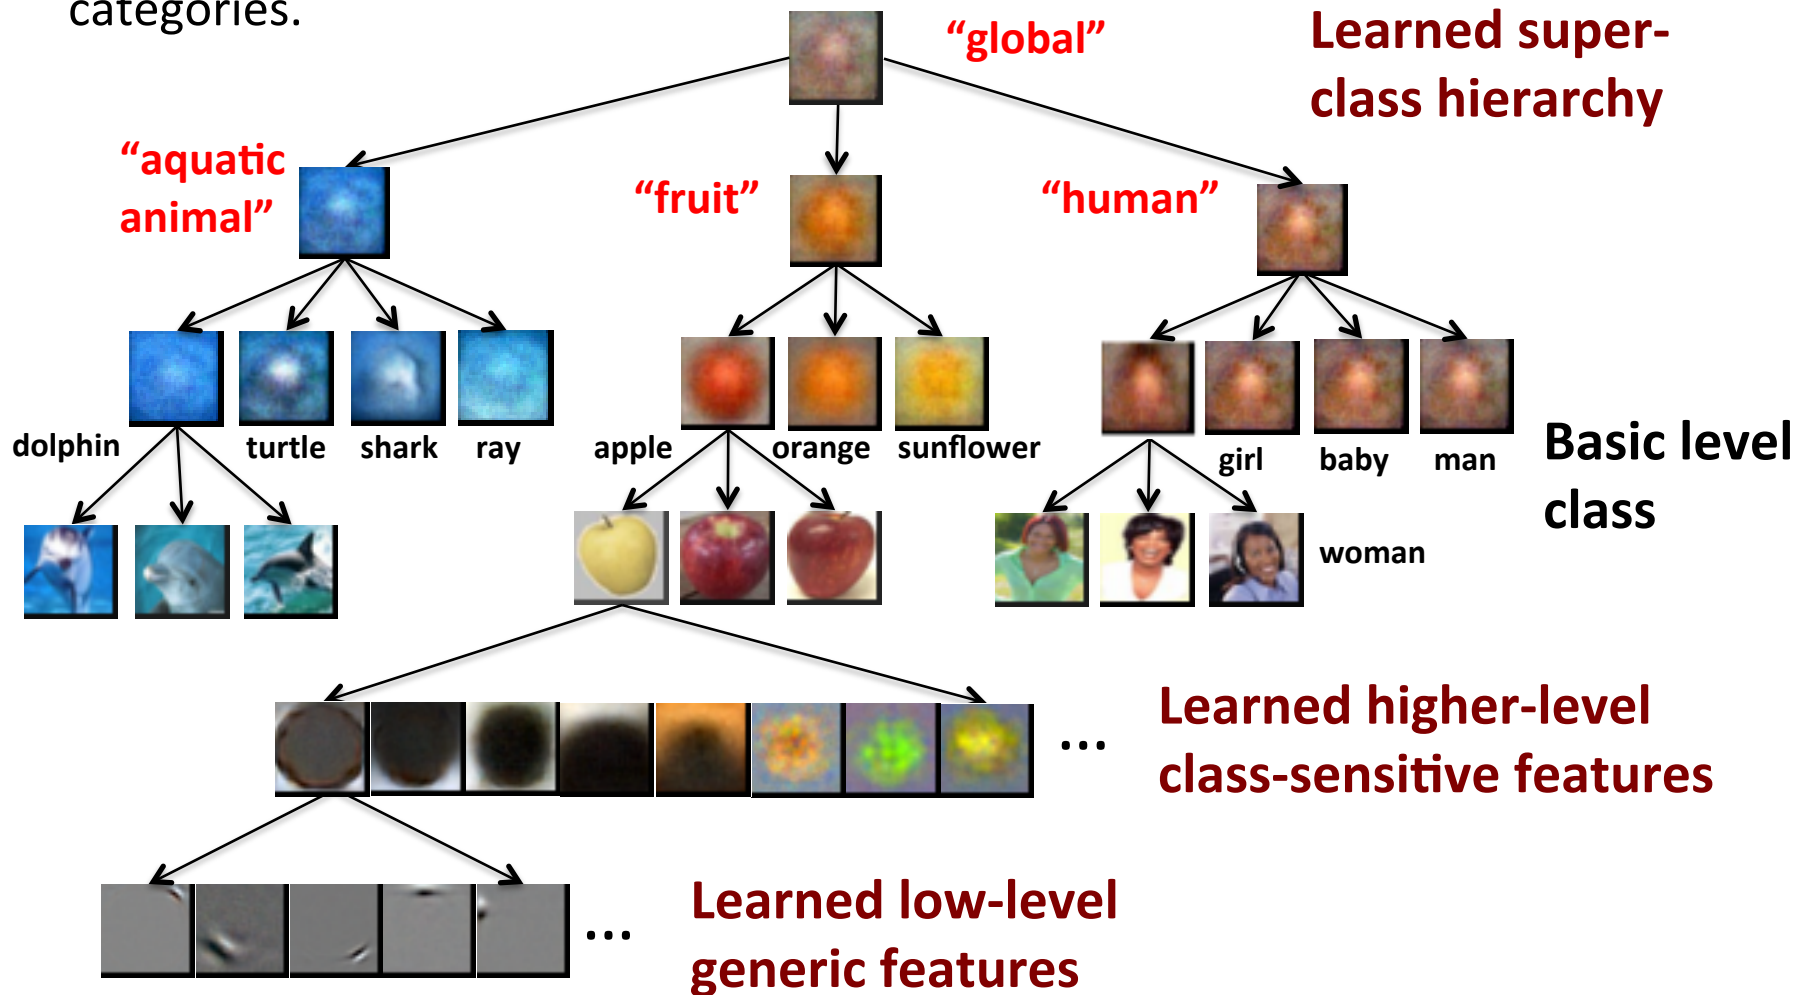 categories.
“global”
Learned super-
class hierarchy
“aquatic
animal”
“fruit”
“human”
dolphin
turtle
shark
ray
apple
orange
sunflower
girl
baby
man
Basic level
class
woman
Learned higher-level
class-sensitive features
...
Learned low-level
generic features
...